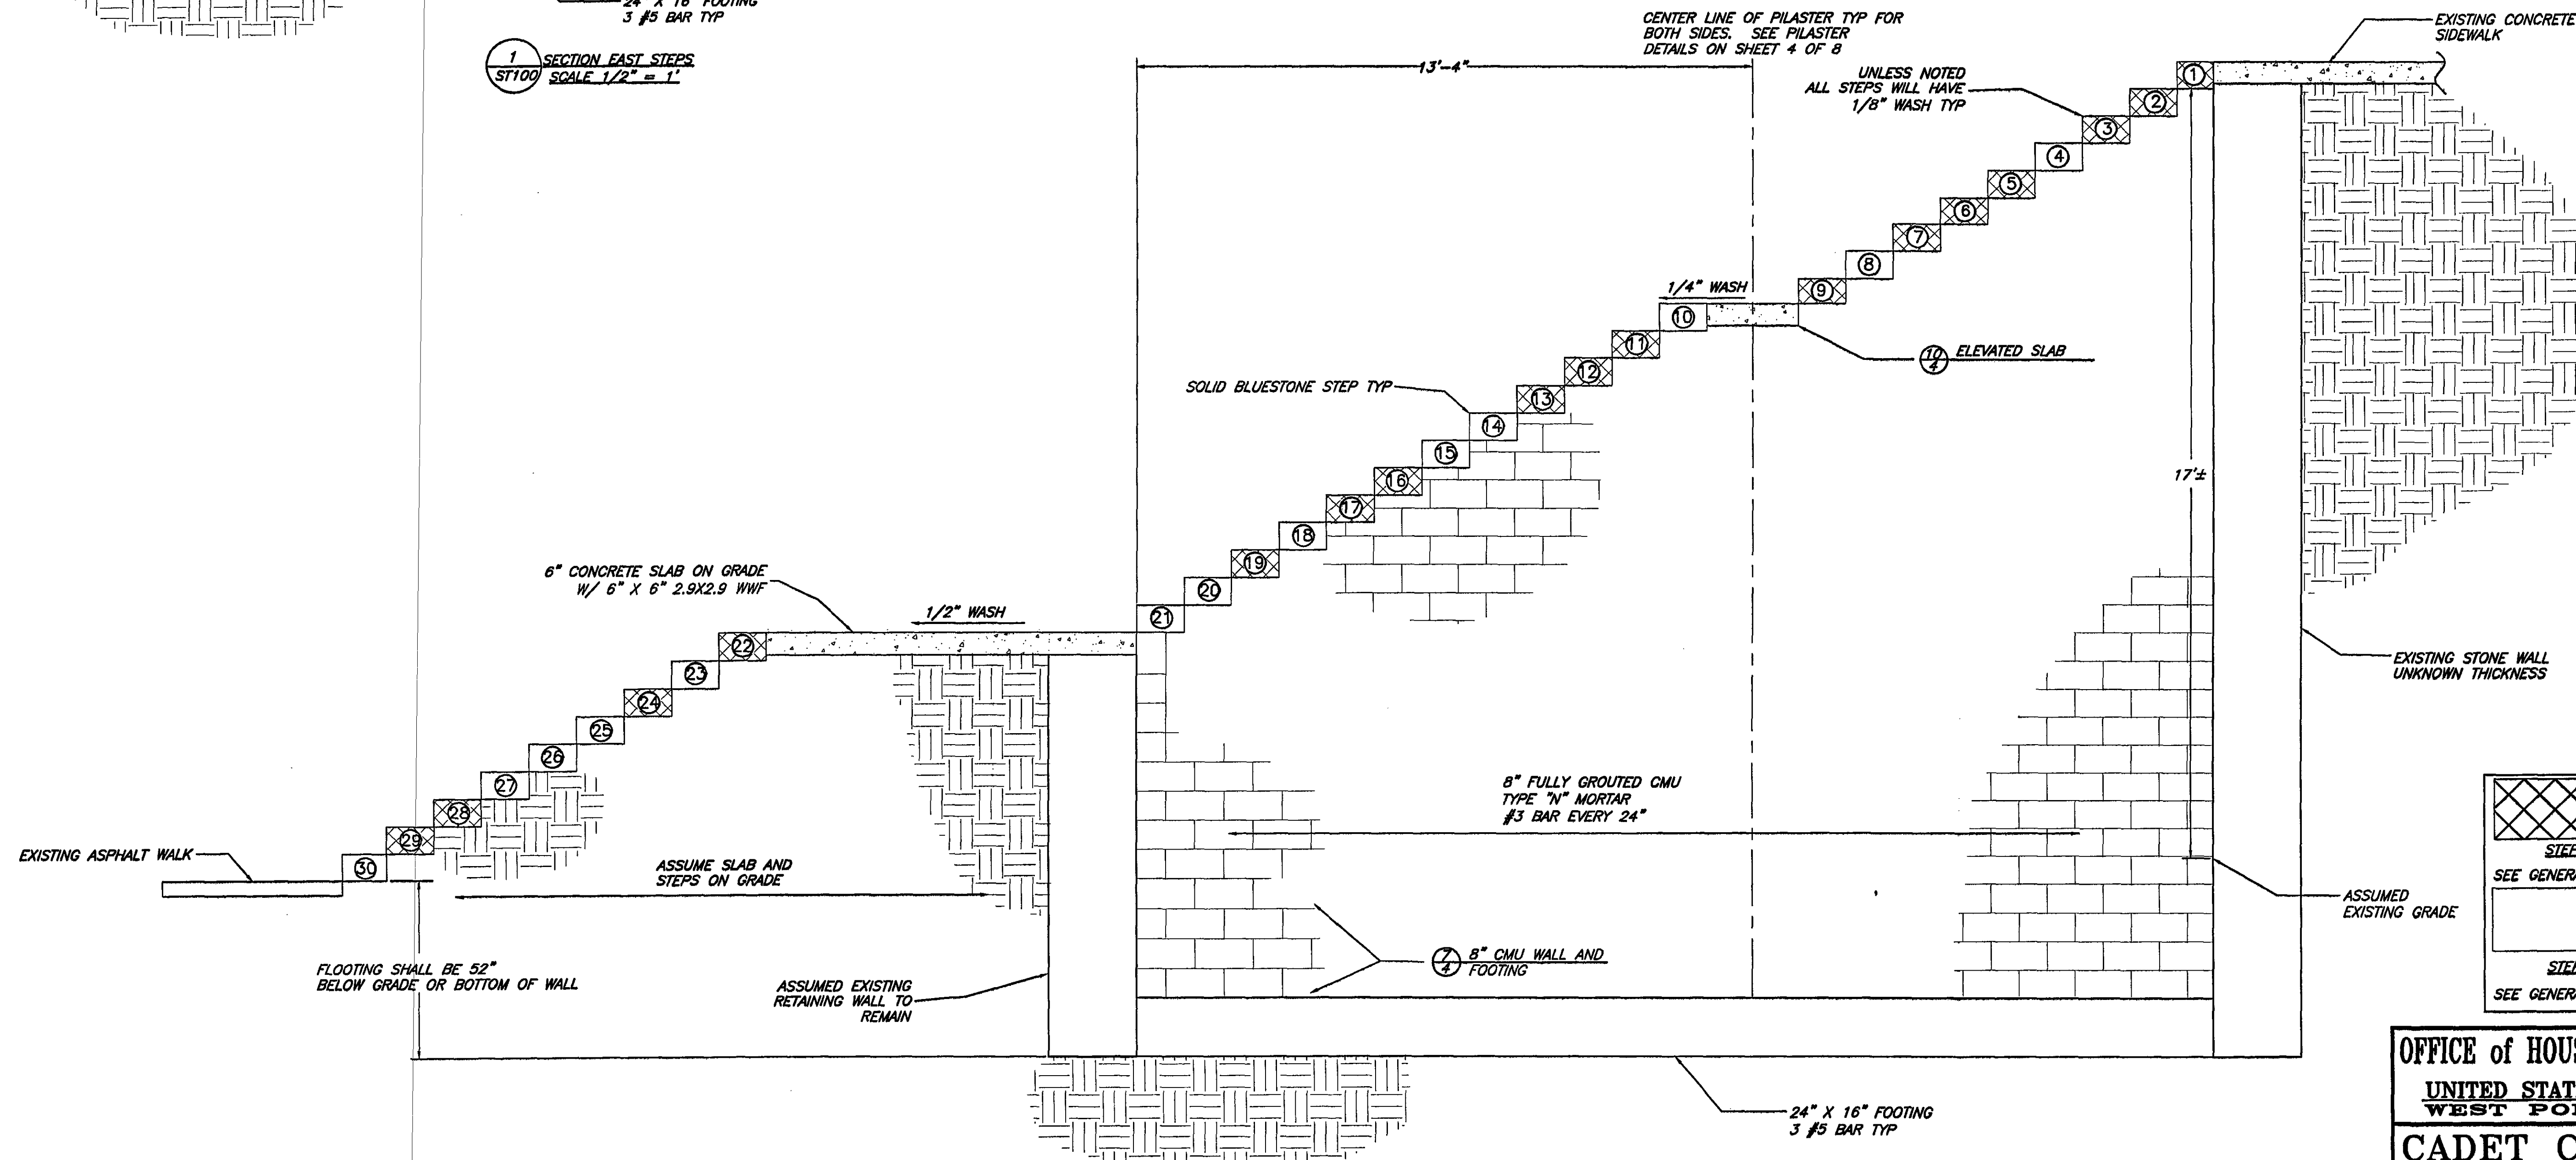 24" X 16" FOOTING
3 #5 BAR TYP
1
ST100
SECTION EAST STEPS
SCALE 1/2" = 1'
CENTER LINE OF PILASTER TYP FOR
BOTH SIDES. SEE PILASTER
DETAILS ON SHEET 4 OF 8
13'-4"
EXISTING CONCRETE
SIDEWALK
UNLESS NOTED
ALL STEPS WILL HAVE
1/8" WASH TYP
1
2
3
4
5
6
7
8
9
1/4" WASH
10
11
12
13
14
15
16
17
18
19
20
21
10
4
ELEVATED SLAB
SOLID BLUESTONE STEP TYP
17'±
6" CONCRETE SLAB ON GRADE
W/ 6" X 6" 2.9X2.9 WWF
1/2" WASH
22
23
24
25
26
27
28
29
30
EXISTING STONE WALL
UNKNOWN THICKNESS
8" FULLY GROUTED CMU
TYPE "N" MORTAR
#3 BAR EVERY 24"
EXISTING ASPHALT WALK
ASSUME SLAB AND
STEPS ON GRADE
ASSUMED
EXISTING GRADE
FLOOTING SHALL BE 52"
BELOW GRADE OR BOTTOM OF WALL
ASSUMED EXISTING
RETAINING WALL TO
REMAIN
7
4
8" CMU WALL AND
FOOTING
24" X 16" FOOTING
3 #5 BAR TYP
SEE
SEE
OFFICE of
UNITED
WEST
CADET